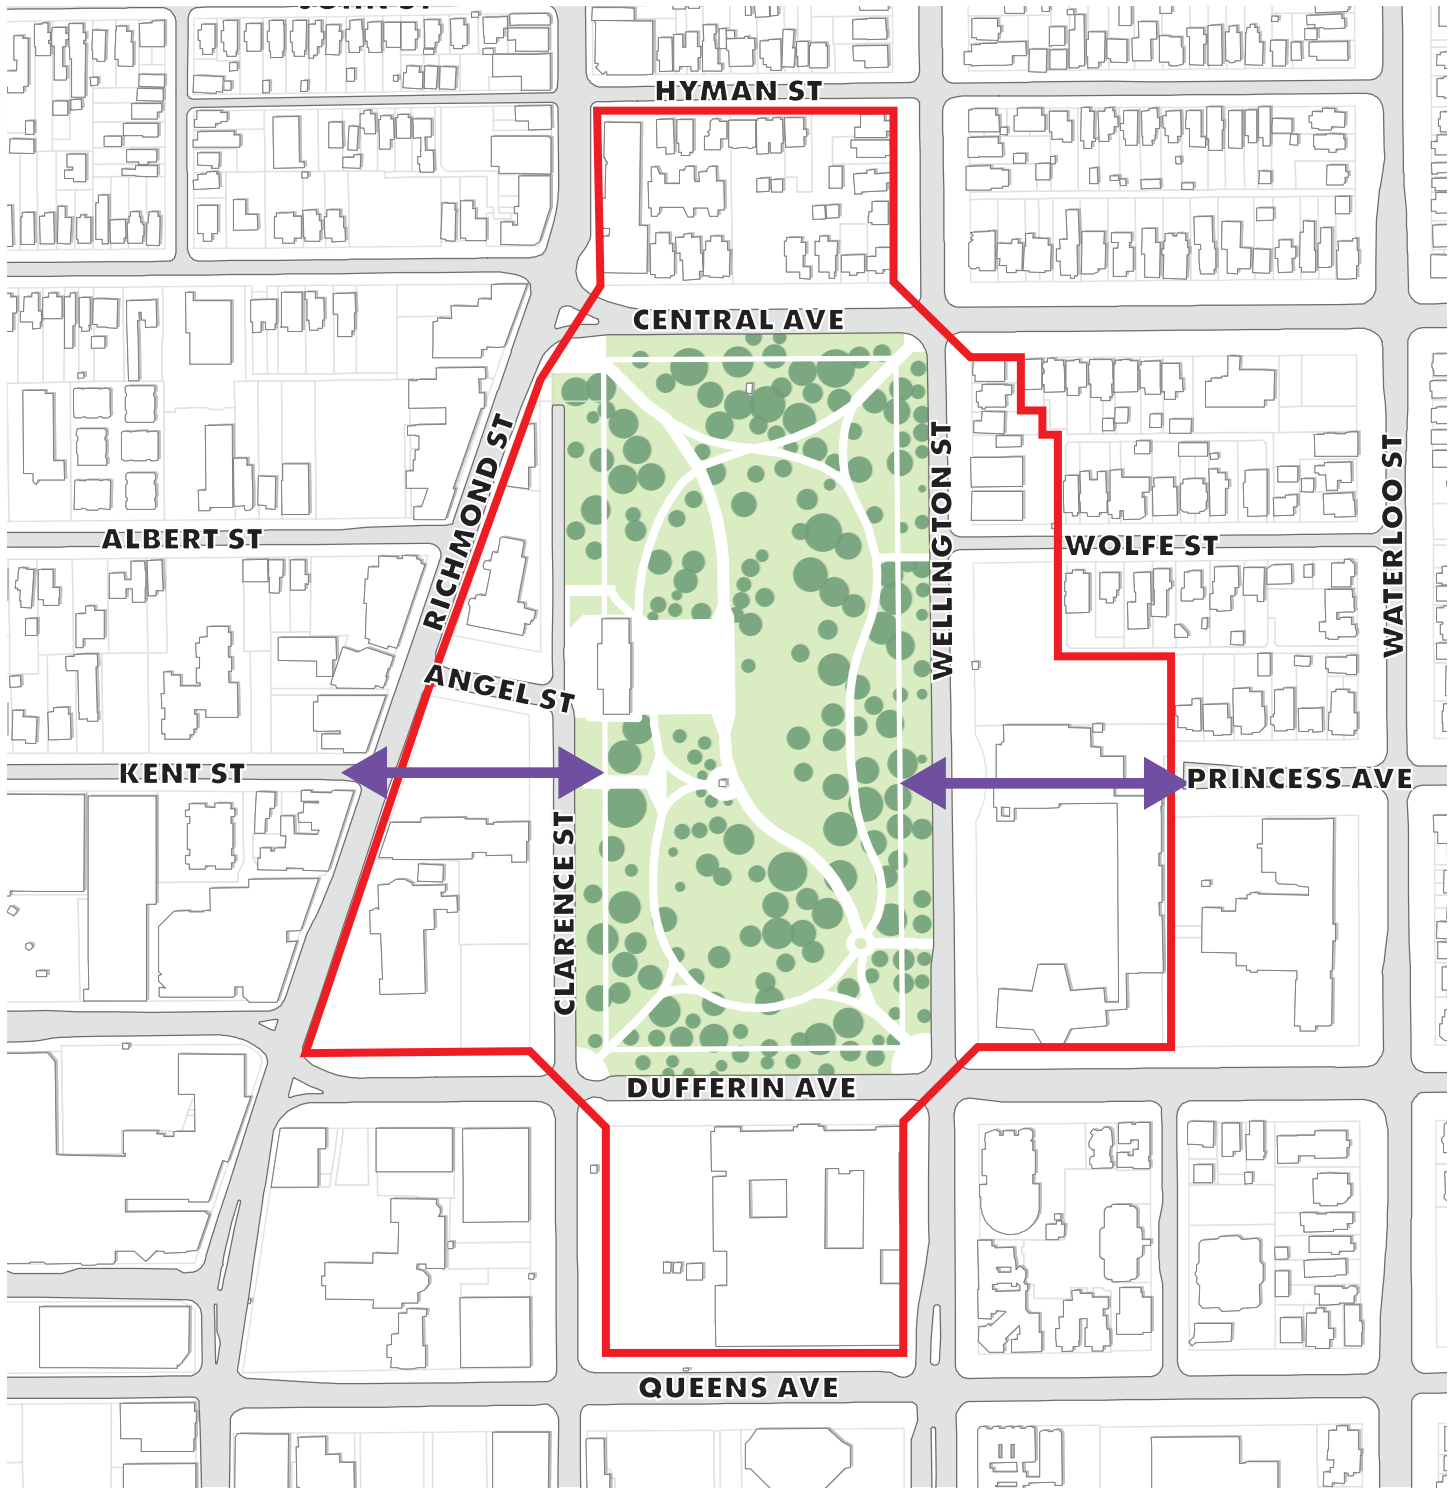 HYMAN ST
CENTRAL AVE
RICHMOND ST
WELLINGTON ST
WATERLOO ST
ALBERT ST
WOLFE ST
ANGEL ST
KENT ST
PRINCESS AVE
CLARENCE ST
DUFFERIN AVE
QUEENS AVE